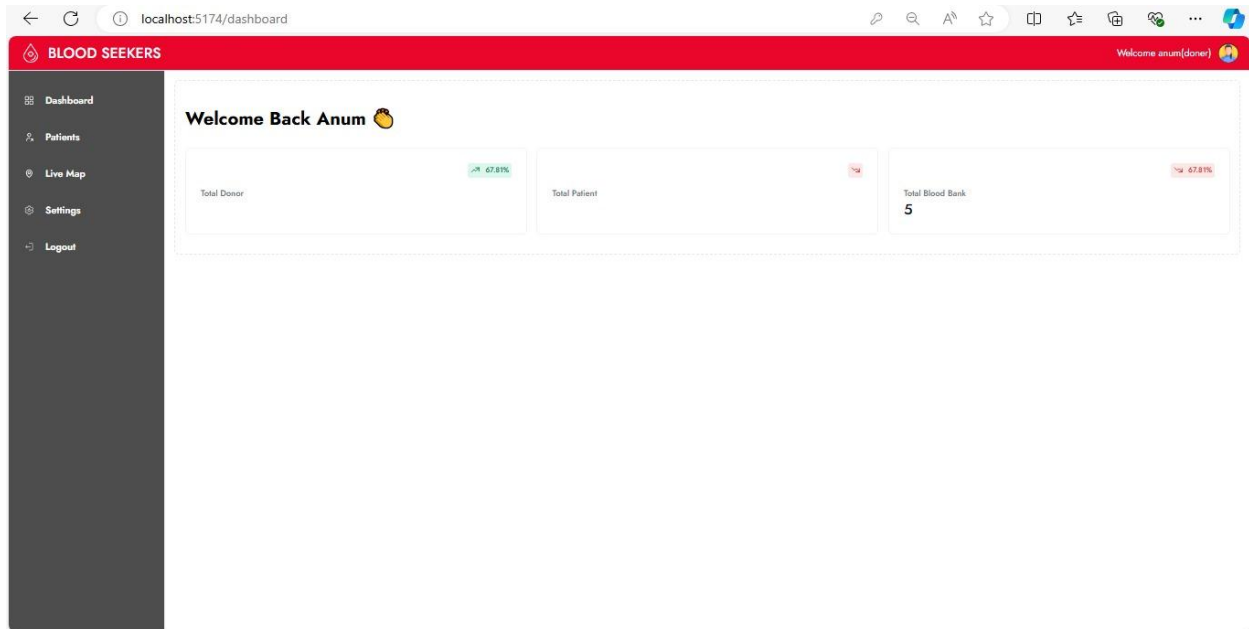 localhost:5174/dashboard
BLOOD SEEKERS
Welcome anum(doner)
Dashboard
Patients
Live Map
Settings
Logout
Welcome Back Anum 👏
67.81%
Total Donor
Total Patient
67.81%
Total Blood Bank
5